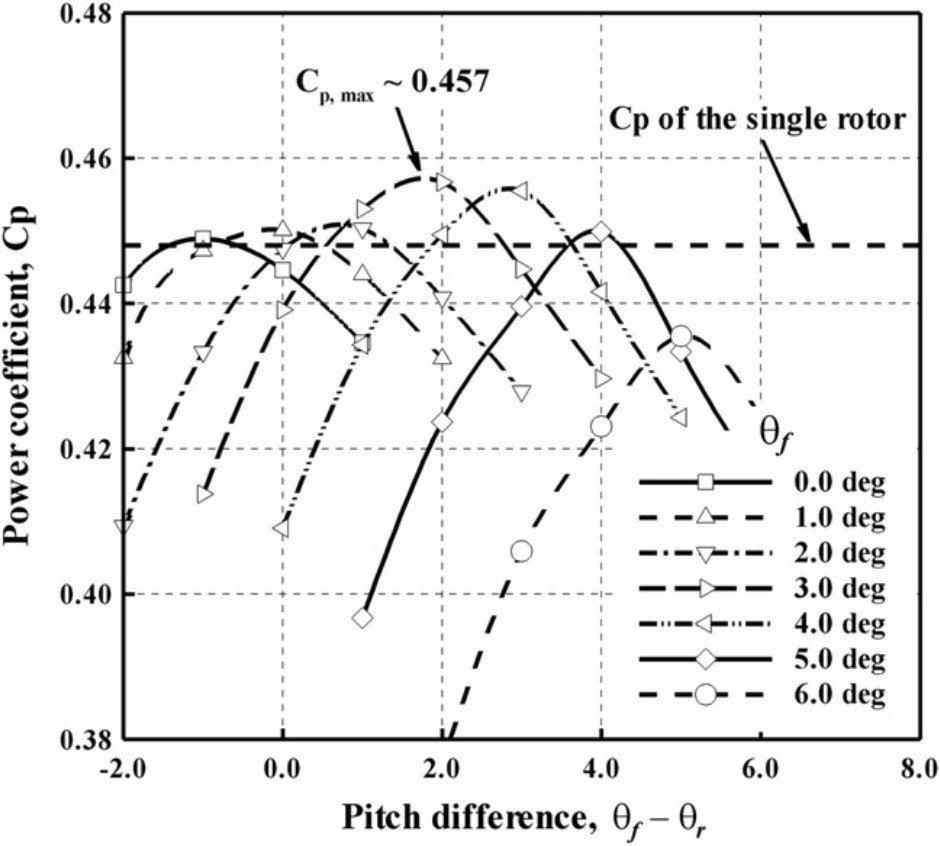 0.48
C_p, max ~ 0.457
Cp of the single rotor
0.46
0.44
0.42
0.40
0.38
Power coefficient, Cp
θ_f
0.0 deg
1.0 deg
2.0 deg
3.0 deg
4.0 deg
5.0 deg
6.0 deg
-2.0 0.0 2.0 4.0 6.0 8.0
Pitch difference, θ_f – θ_r